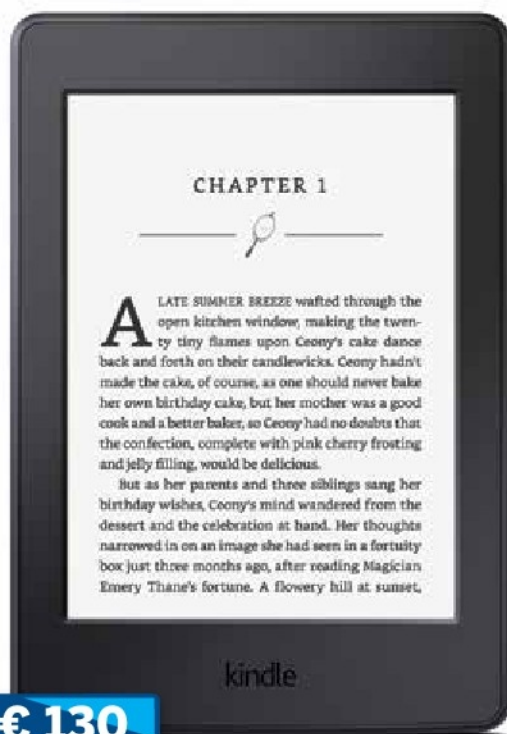 CHAPTER 1
A LATE SUMMER BREEZE wafted through the
open kitchen window, making the twen-
ty tiny flames upon Ceony's cake dance
back and forth on their candlewicks. Ceony hadn't
made the cake, of course, as one should never bake
her own birthday cake, but her mother was a good
cook and a better baker, so Ceony had no doubts that
the confection, complete with pink cherry frosting
and jelly filling, would be delicious.
But as her parents and three siblings sang her
birthday wishes, Ceony's mind wandered from the
dessert and the celebration at hand. Her thoughts
narrowed in on an image she had seen in a fortuity
box just three months ago, after reading Magician
Emery Thane's fortune. A flowery hill at sunset,
kindle
€ 130